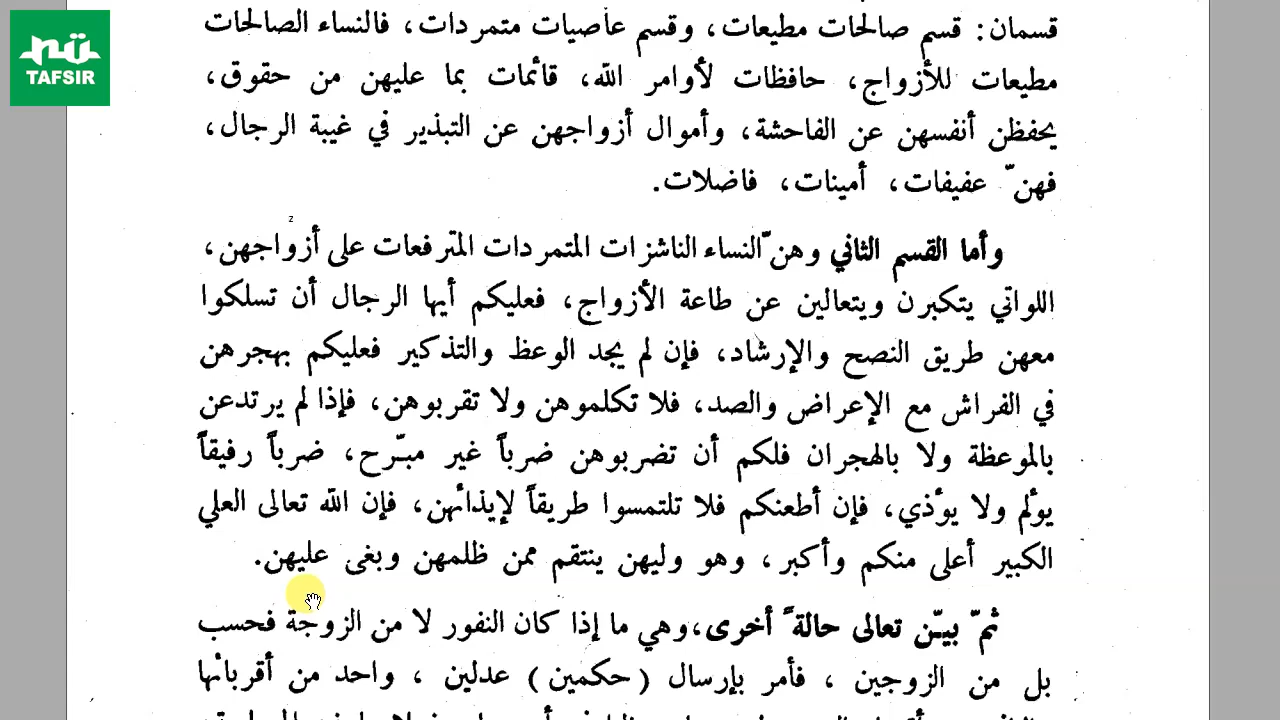 TAFSIR
قسمان: قسم صالحات مطيعات، وقسم عاصيات متمردات، فالنساء الصالحات
مطيعات للأزواج، حافظات لأوامر الله، قائمات بما عليهن من حقوق،
يحفظن أنفسهن عن الفاحشة، وأموال أزواجهن عن التبذير في غيبة الرجال،
فهنّ عفيفات، أمينات، فاضلات.
وأما القسم الثاني وهنّ النساء الناشزات المتمردات المترفعات على أزواجهن،
اللواتي يتكبرن ويتعالين عن طاعة الأزواج، فعليكم أيها الرجال أن تسلكوا
معهن طريق النصح والإرشاد، فإن لم يجد الوعظ والتذكير فعليكم بهجرهن
في الفراش مع الإعراض والصد، فلا تكلموهن ولا تقربوهن، فإذا لم يرتدعن
بالموعظة ولا بالهجران فلكم أن تضربوهن ضرباً غير مبـّرح، ضرباً رفيقاً
يؤلم ولا يؤذي، فإن أطعنكم فلا تلتمسوا طريقاً لإيذائهن، فإن الله تعالى العلي
الكبير أعلى منكم وأكبر، وهو وليهن ينتقم ممن ظلمهن وبغى عليهن.
ثمّ بيـّن تعالى حالةً أخرى، وهي ما إذا كان النفور لا من الزوجة فحسب
بل من الزوجين ، فأمر بإرسال (حكمين) عدلين ، واحد من أقربائها